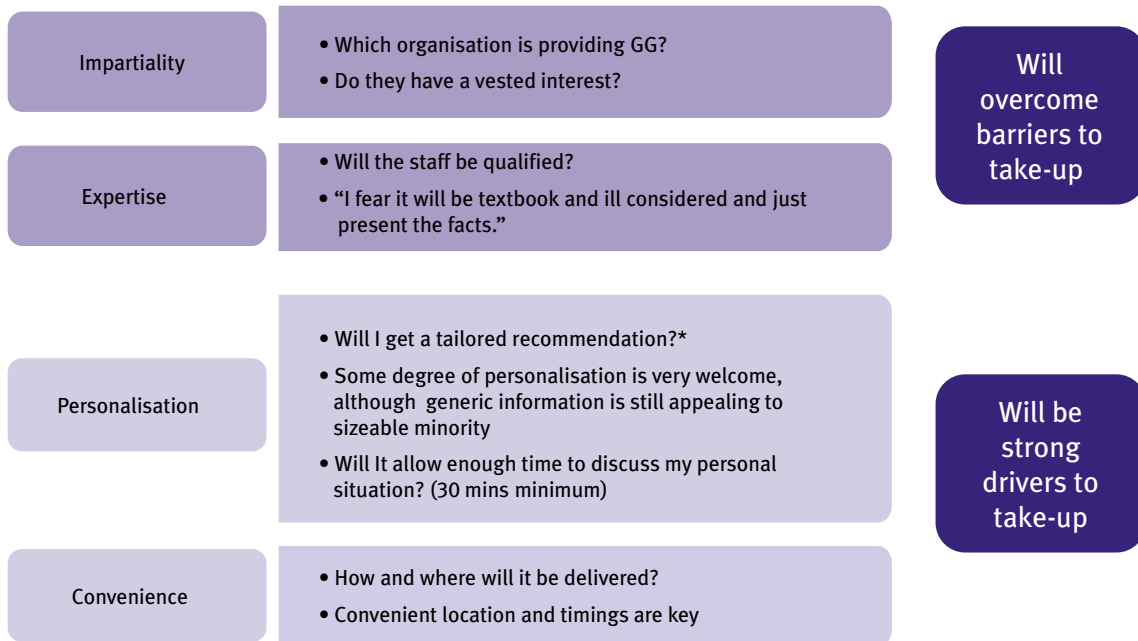 Impartiality
• Which organisation is providing GG?
• Do they have a vested interest?
Will
overcome
barriers to
take-up
Expertise
• Will the staff be qualified?
• “I fear it will be textbook and ill considered and just
present the facts.”
Personalisation
• Will I get a tailored recommendation?*
• Some degree of personalisation is very welcome,
although generic information is still appealing to
sizeable minority
• Will It allow enough time to discuss my personal
situation? (30 mins minimum)
Will be
strong
drivers to
take-up
Convenience
• How and where will it be delivered?
• Convenient location and timings are key